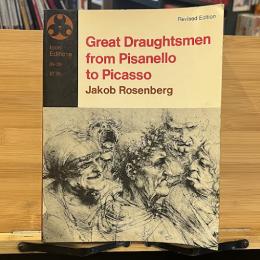 Revised Edition
Icon
Editions
Great Draughtsmen
from Pisanello
to Picasso
Jakob Rosenberg